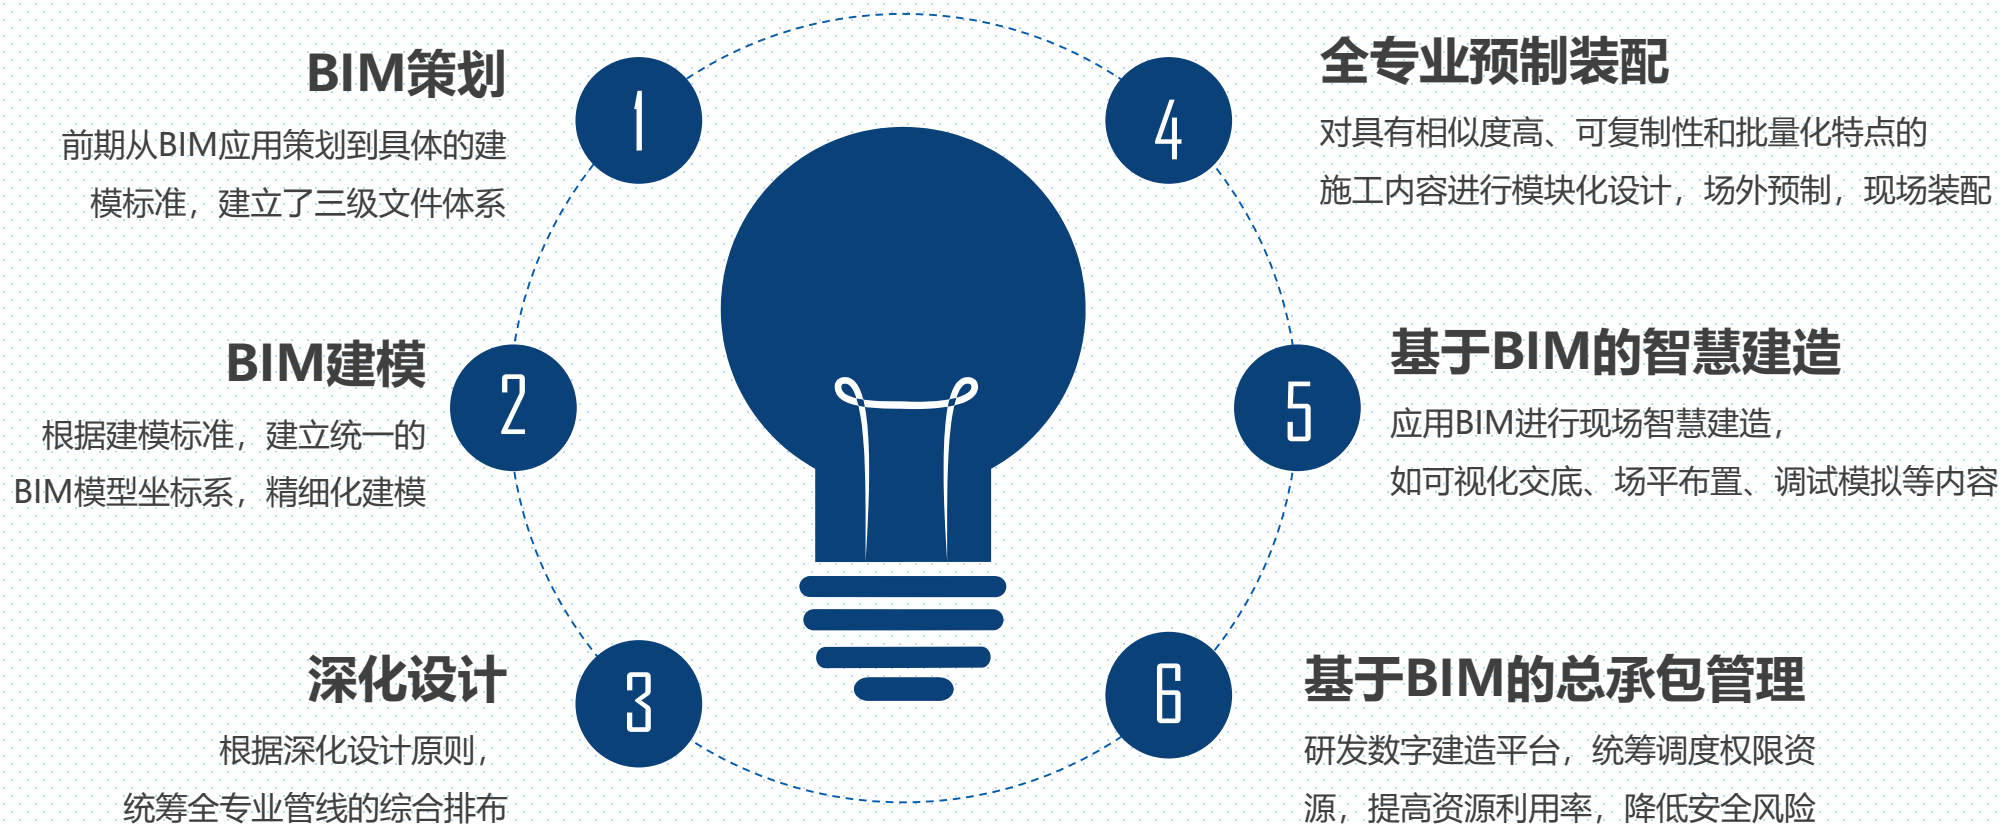 BIM策划
前期从BIM应用策划到具体的建
模标准，建立了三级文件体系
1
BIM建模
根据建模标准，建立统一的
BIM模型坐标系，精细化建模
2
深化设计
根据深化设计原则，
统筹全专业管线的综合排布
3
4
全专业预制装配
对具有相似度高、可复制性和批量化特点的
施工内容进行模块化设计，场外预制，现场装配
5
基于BIM的智慧建造
应用BIM进行现场智慧建造，
如可视化交底、场平布置、调试模拟等内容
6
基于BIM的总承包管理
研发数字建造平台，统筹调度权限资
源，提高资源利用率，降低安全风险